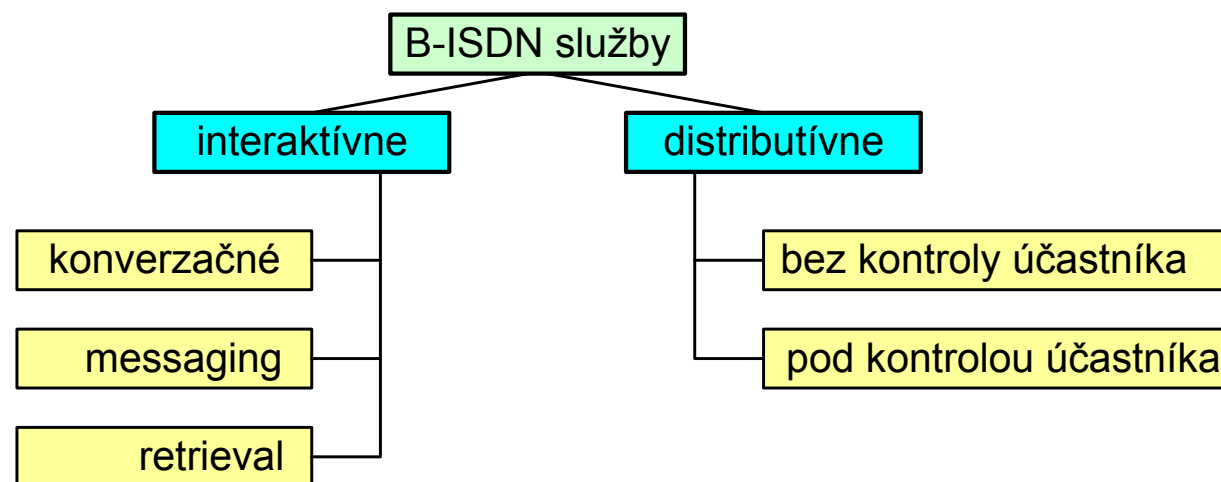 B-ISDN služby
interaktívne
distributívne
konverzačné
bez kontroly účastníka
messaging
pod kontrolou účastníka
retrieval